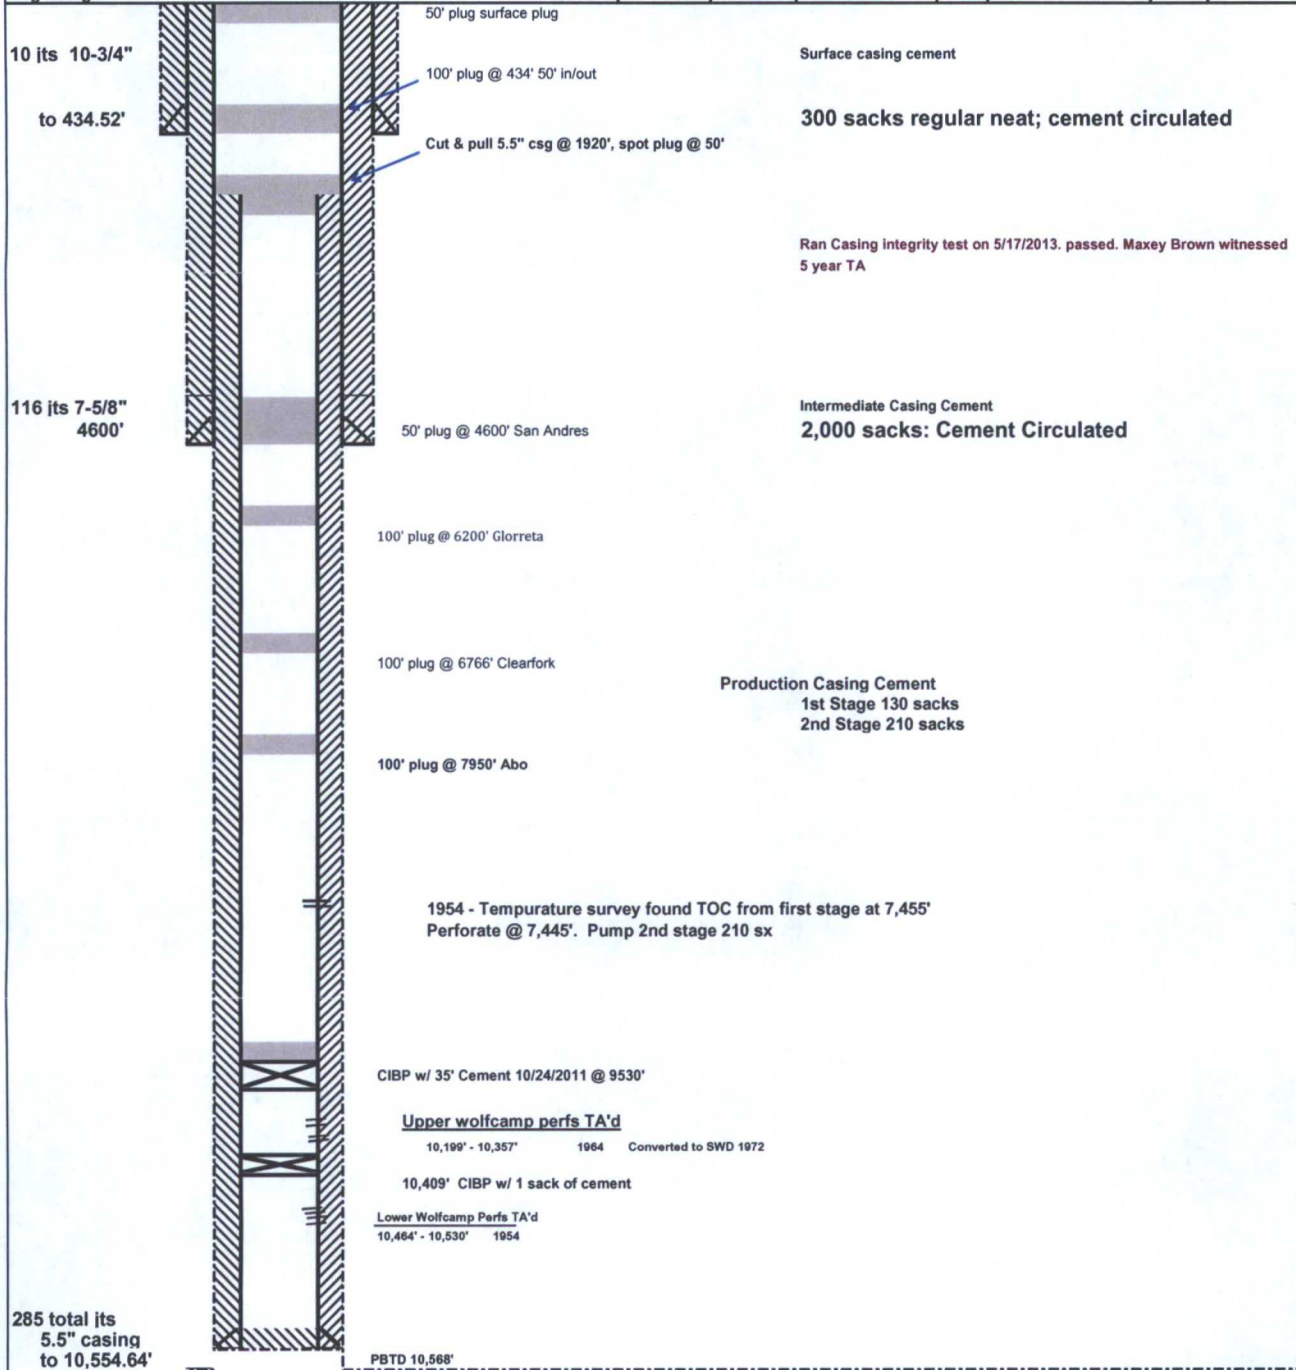 50' plug surface plug
10 jts 10-3/4"
Surface casing cement
100' plug @ 434' 50' in/out
to 434.52'
300 sacks regular neat; cement circulated
Cut & pull 5.5" csg @ 1920', spot plug @ 50'
Ran Casing integrity test on 5/17/2013. passed. Maxey Brown witnessed
5 year TA
116 jts 7-5/8"
4600'
Intermediate Casing Cement
50' plug @ 4600' San Andres
2,000 sacks: Cement Circulated
100' plug @ 6200' Glorreta
100' plug @ 6766' Clearfork
Production Casing Cement
1st Stage 130 sacks
2nd Stage 210 sacks
100' plug @ 7950' Abo
1954 - Tempurature survey found TOC from first stage at 7,455'
Perforate @ 7,445'. Pump 2nd stage 210 sx
CIBP w/ 35' Cement 10/24/2011 @ 9530'
Upper wolfcamp perfs TA'd
10,199' - 10,357' 1964 Converted to SWD 1972
10,409' CIBP w/ 1 sack of cement
Lower Wolfcamp Perfs TA'd
10,464' - 10,530' 1954
285 total jts
5.5" casing
to 10,554.64'
PBTD 10,568'